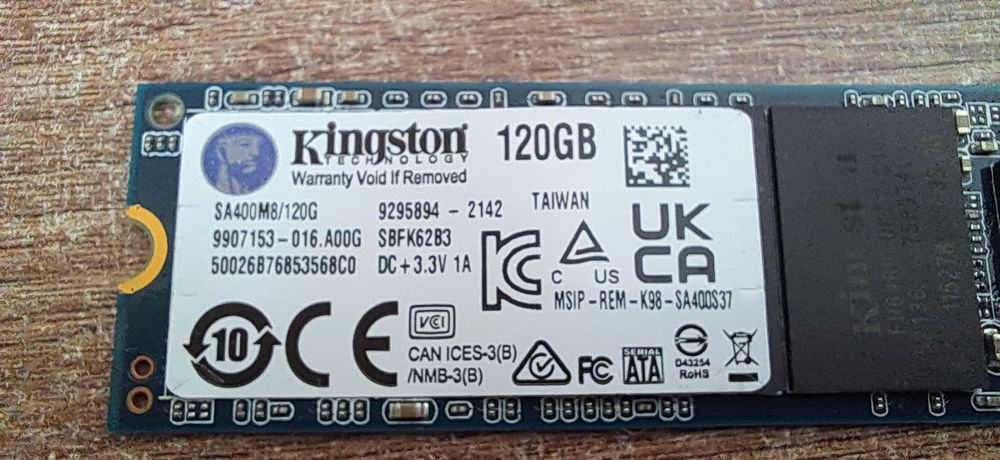 Kingston
TECHNOLOGY
120GB
Warranty Void If Removed
SA400M8/120G
9295894 - 2142
TAIWAN
9907153-016.A00G
SBFK62B3
50026B76853568C0
DC+3.3V 1A
C US
UK
CA
MSIP-REM-K98-SA400S37
10
CE
VCI
CAN ICES-3(B)
/NMB-3(B)
FC
SERIAL
ATA
D43254
RoHS